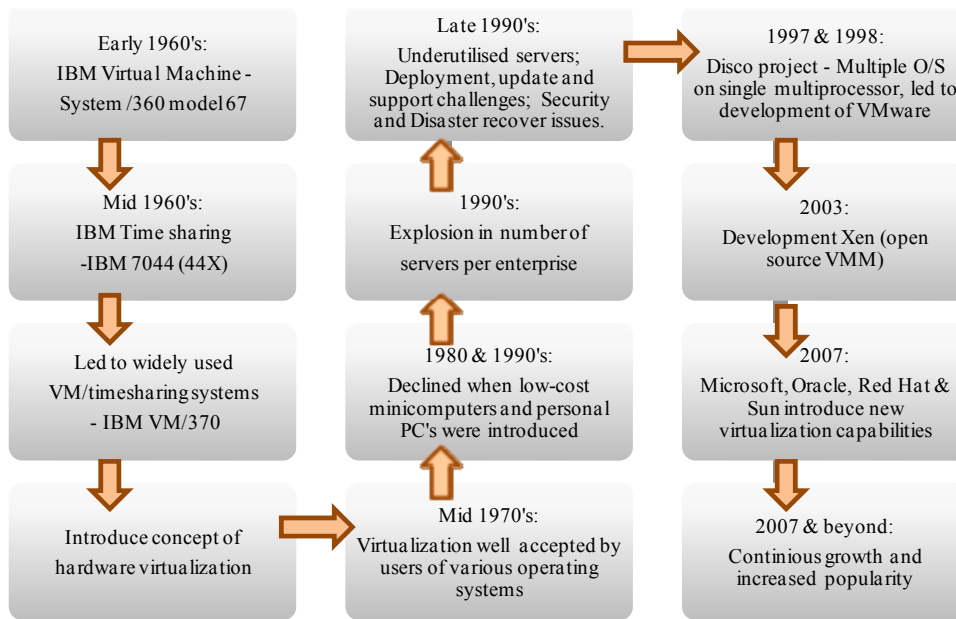 Early 1960's:
IBM Virtual Machine -
System /360 model 67
Mid 1960's:
IBM Time sharing
-IBM 7044 (44X)
Led to widely used
VM/timesharing systems
- IBM VM/370
Introduce concept of
hardware virtualization
Mid 1970's:
Virtualization well accepted by
users of various operating
systems
1980 & 1990's:
Declined when low-cost
minicomputers and personal
PC's were introduced
1990's:
Explosion in number of
servers per enterprise
Late 1990's:
Underutilised servers;
Deployment, update and
support challenges; Security
and Disaster recover issues.
1997 & 1998:
Disco project - Multiple O/S
on single multiprocessor, led to
development of VMware
2003:
Development Xen (open
source VMM)
2007:
Microsoft, Oracle, Red Hat &
Sun introduce new
virtualization capabilities
2007 & beyond:
Continious growth and
increased popularity